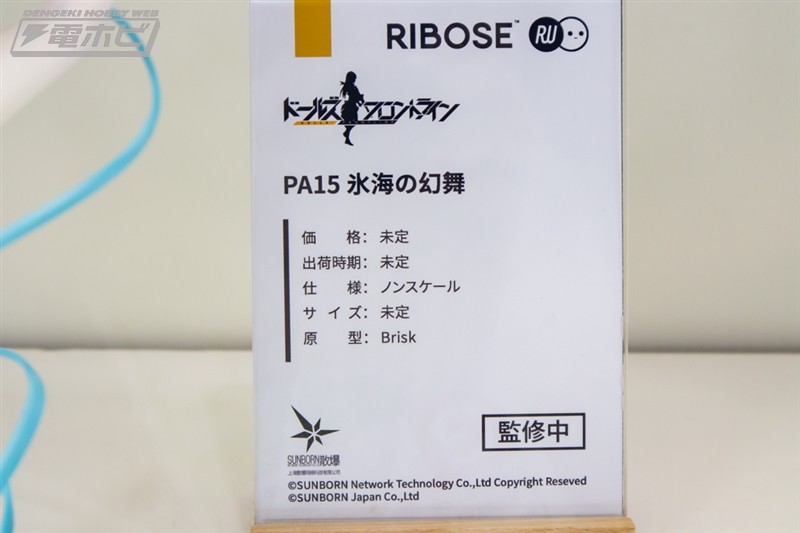 DENGEKI HOBBY WEB
電ホビ
RIBOSE™ RU
ドールズフロントライン
PA15 氷海の幻舞
価　格： 未定
出荷時期： 未定
仕　様： ノンスケール
サイズ： 未定
原　型： Brisk
SUNBORN散爆
監修中
©SUNBORN Network Technology Co.,Ltd Copyright Reseved
©SUNBORN Japan Co.,Ltd